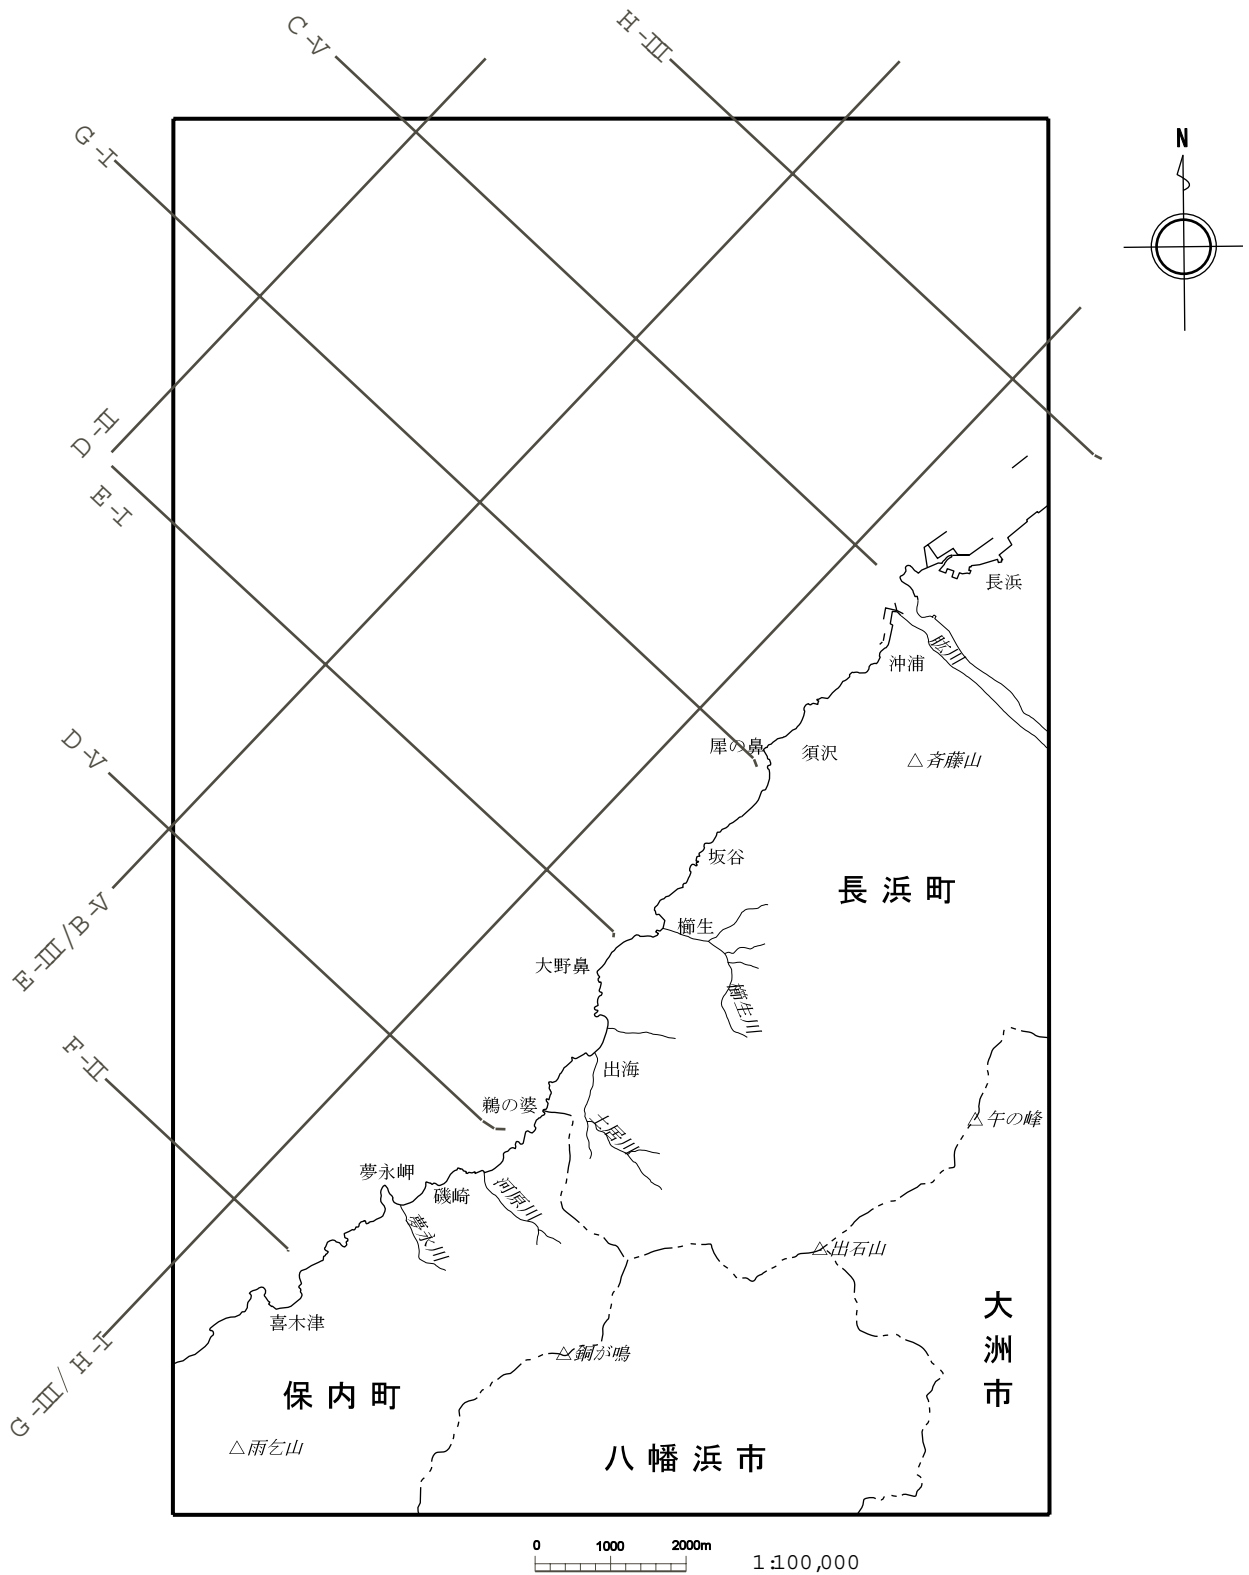 C-V
H-III
G-I
N
D-II
E-I
長浜
肱川
沖浦
犀の鼻
須沢
△斉藤山
D-V
坂谷
長浜町
E-III/B-V
櫛生
大野鼻
櫛生川
F-II
出海
鵜の婆
土居川
△午の峰
夢永岬
磯崎
河原川
夢永川
△出石山
大洲市
喜木津
G-III/H-I
△銅が鳴
保内町
△雨乞山
八幡浜市
0 1000 2000m
1:100,000